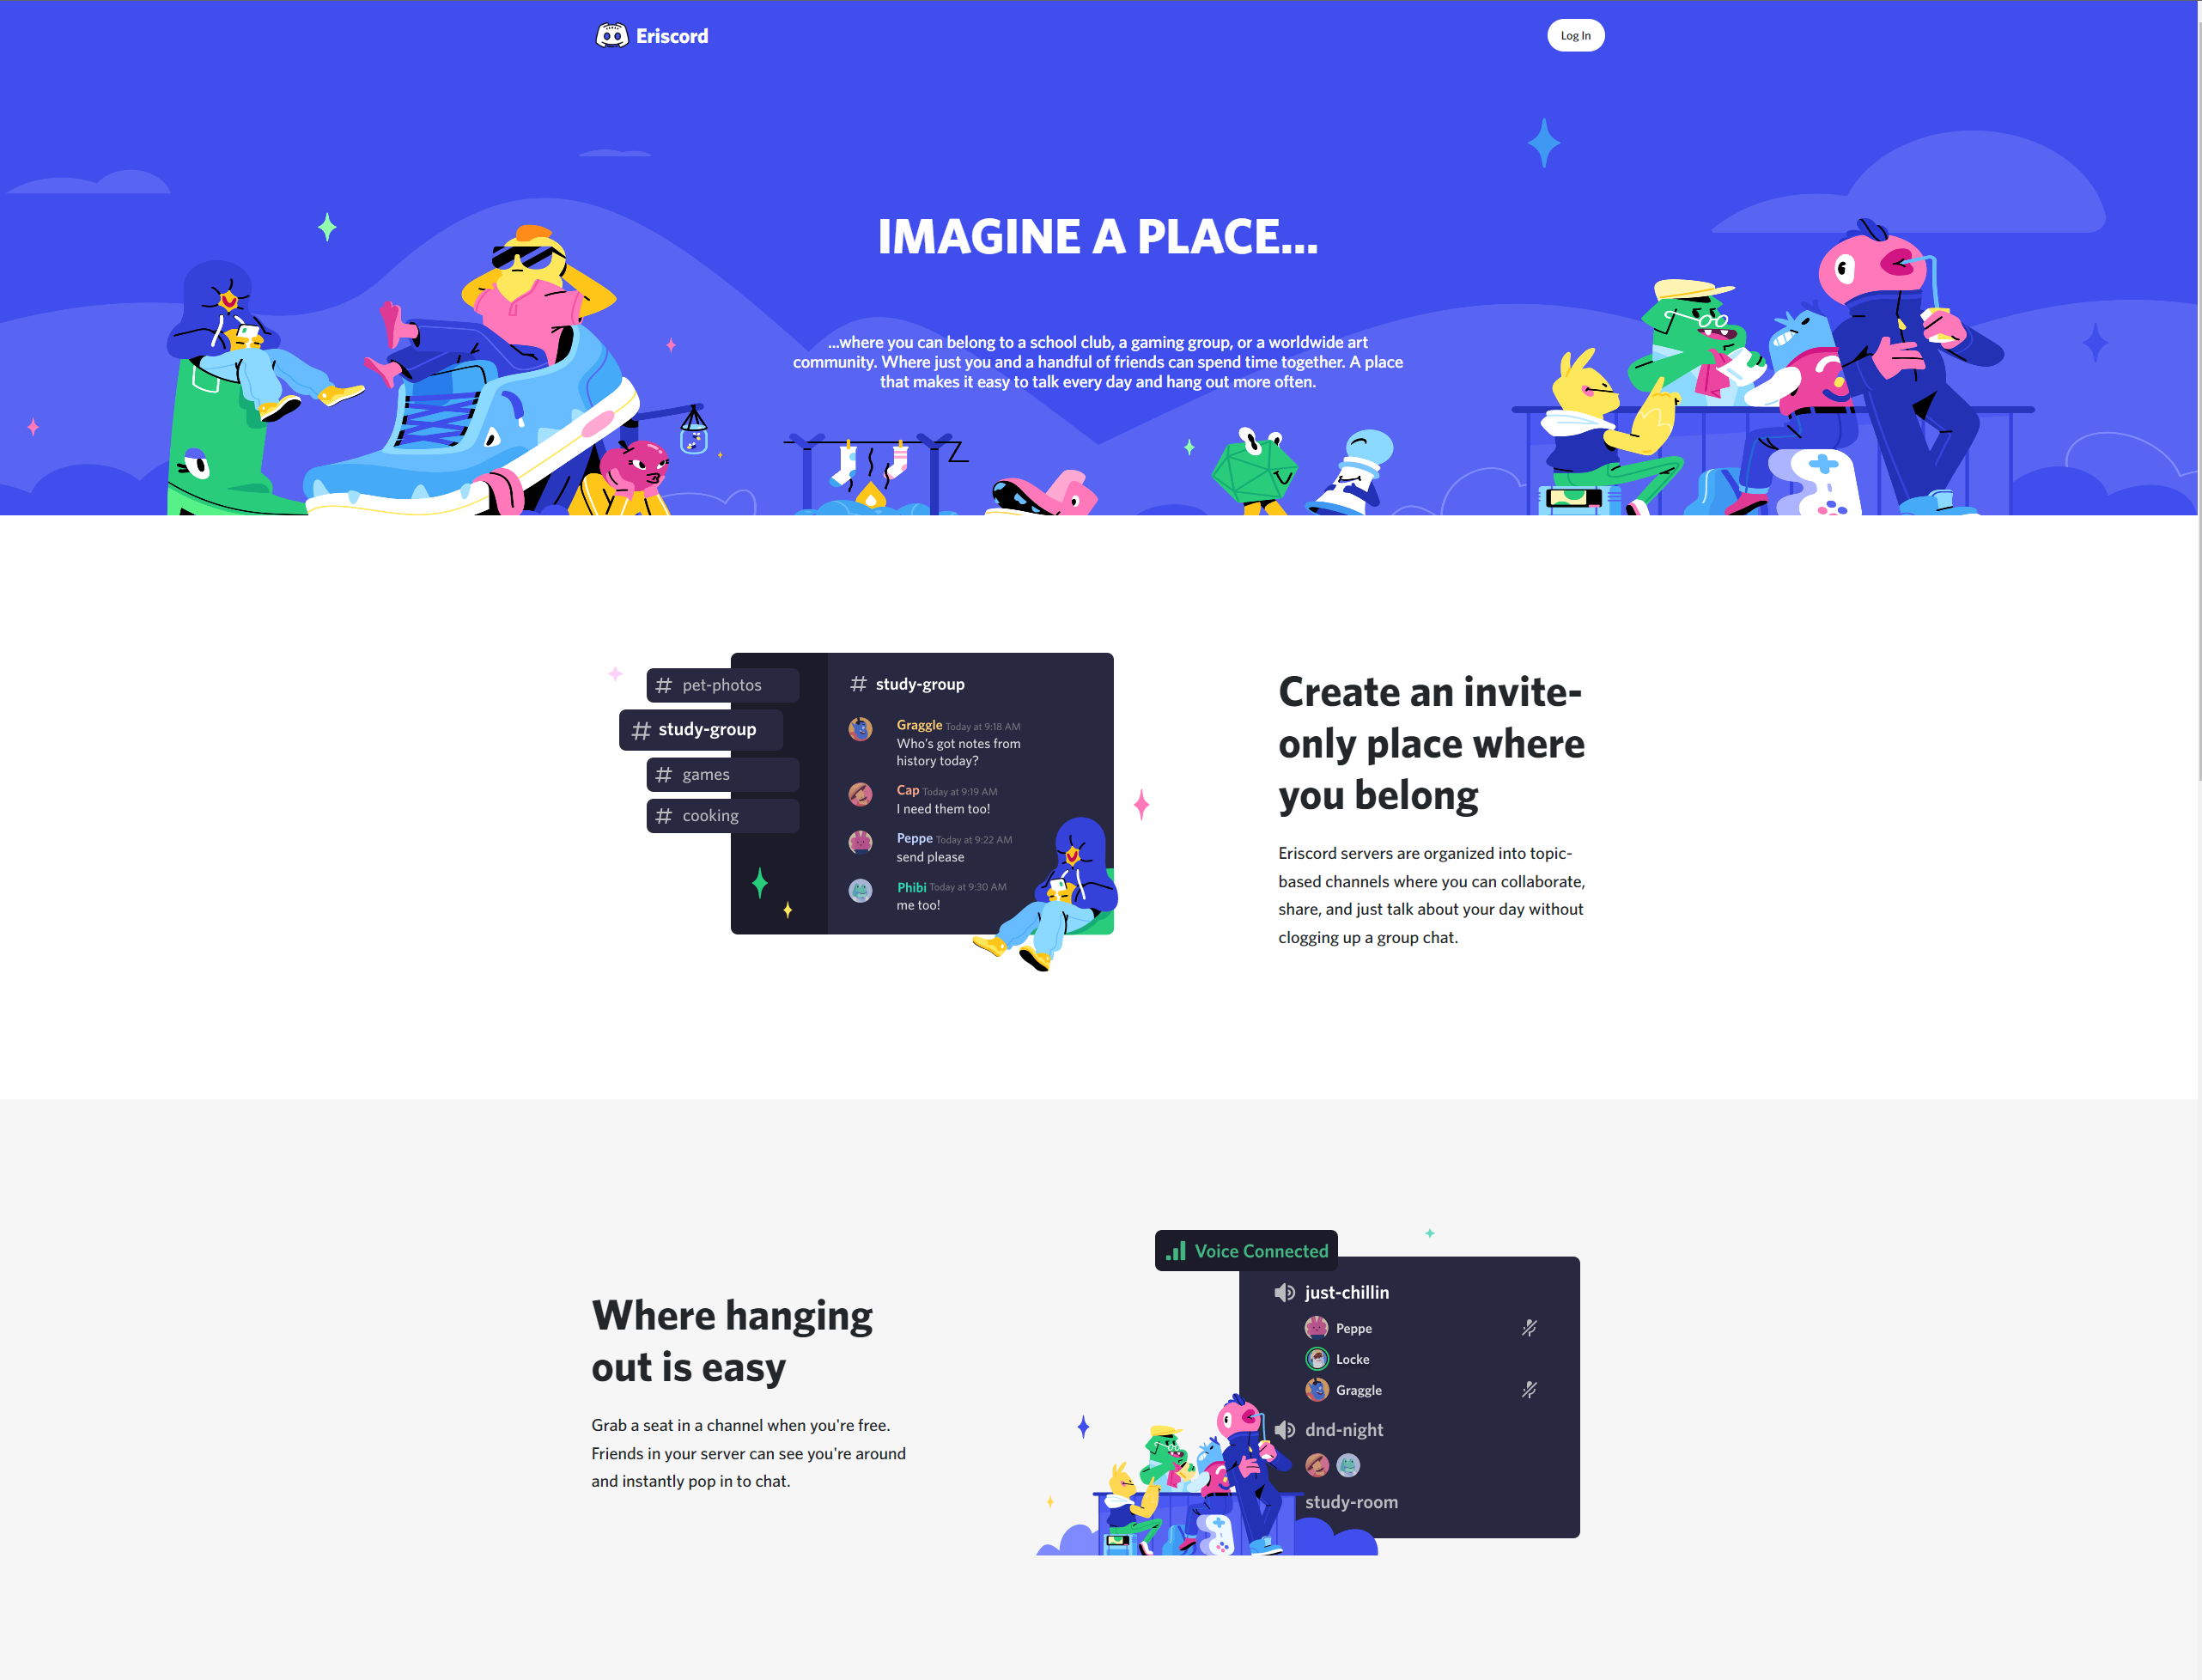 Eriscord
Log In
IMAGINE A PLACE...
...where you can belong to a school club, a gaming group, or a worldwide art
community. Where just you and a handful of friends can spend time together. A place
that makes it easy to talk every day and hang out more often.
Z
# pet-photos
# study-group
# games
# cooking
# study-group
Graggle Today at 9:18 AM
Who's got notes from
history today?
Cap Today at 9:19 AM
I need them too!
Peppe Today at 9:22 AM
send please
Phibi Today at 9:30 AM
me too!
Create an invite-
only place where
you belong
Eriscord servers are organized into topic-
based channels where you can collaborate,
share, and just talk about your day without
clogging up a group chat.
Where hanging
out is easy
Grab a seat in a channel when you're free.
Friends in your server can see you're around
and instantly pop in to chat.
Voice Connected
just-chillin
Peppe
Locke
Graggle
dnd-night
study-room